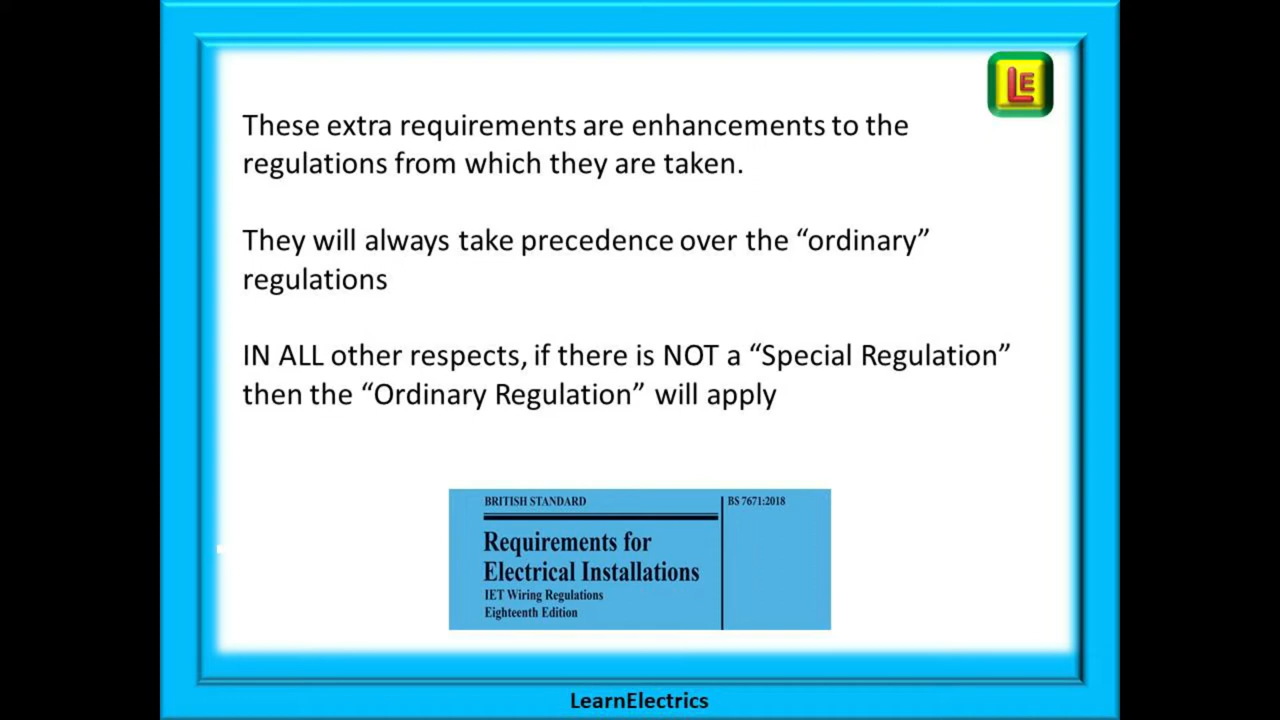 LE
These extra requirements are enhancements to the
regulations from which they are taken.
They will always take precedence over the “ordinary”
regulations
IN ALL other respects, if there is NOT a “Special Regulation”
then the “Ordinary Regulation” will apply
BRITISH STANDARD
BS 7671:2018
Requirements for
Electrical Installations
IET Wiring Regulations
Eighteenth Edition
LearnElectrics